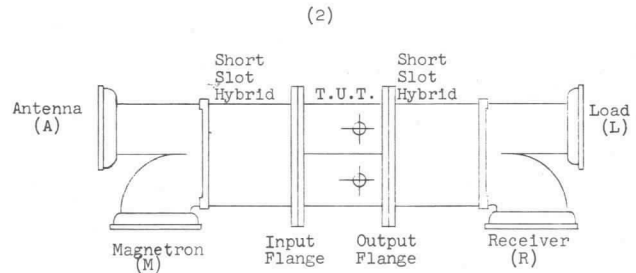 (2)
Short
Slot
Hybrid
T.U.T.
Short
Slot
Hybrid
Antenna
(A)
Load
(L)
Magnetron
(M)
Input
Flange
Output
Flange
Receiver
(R)